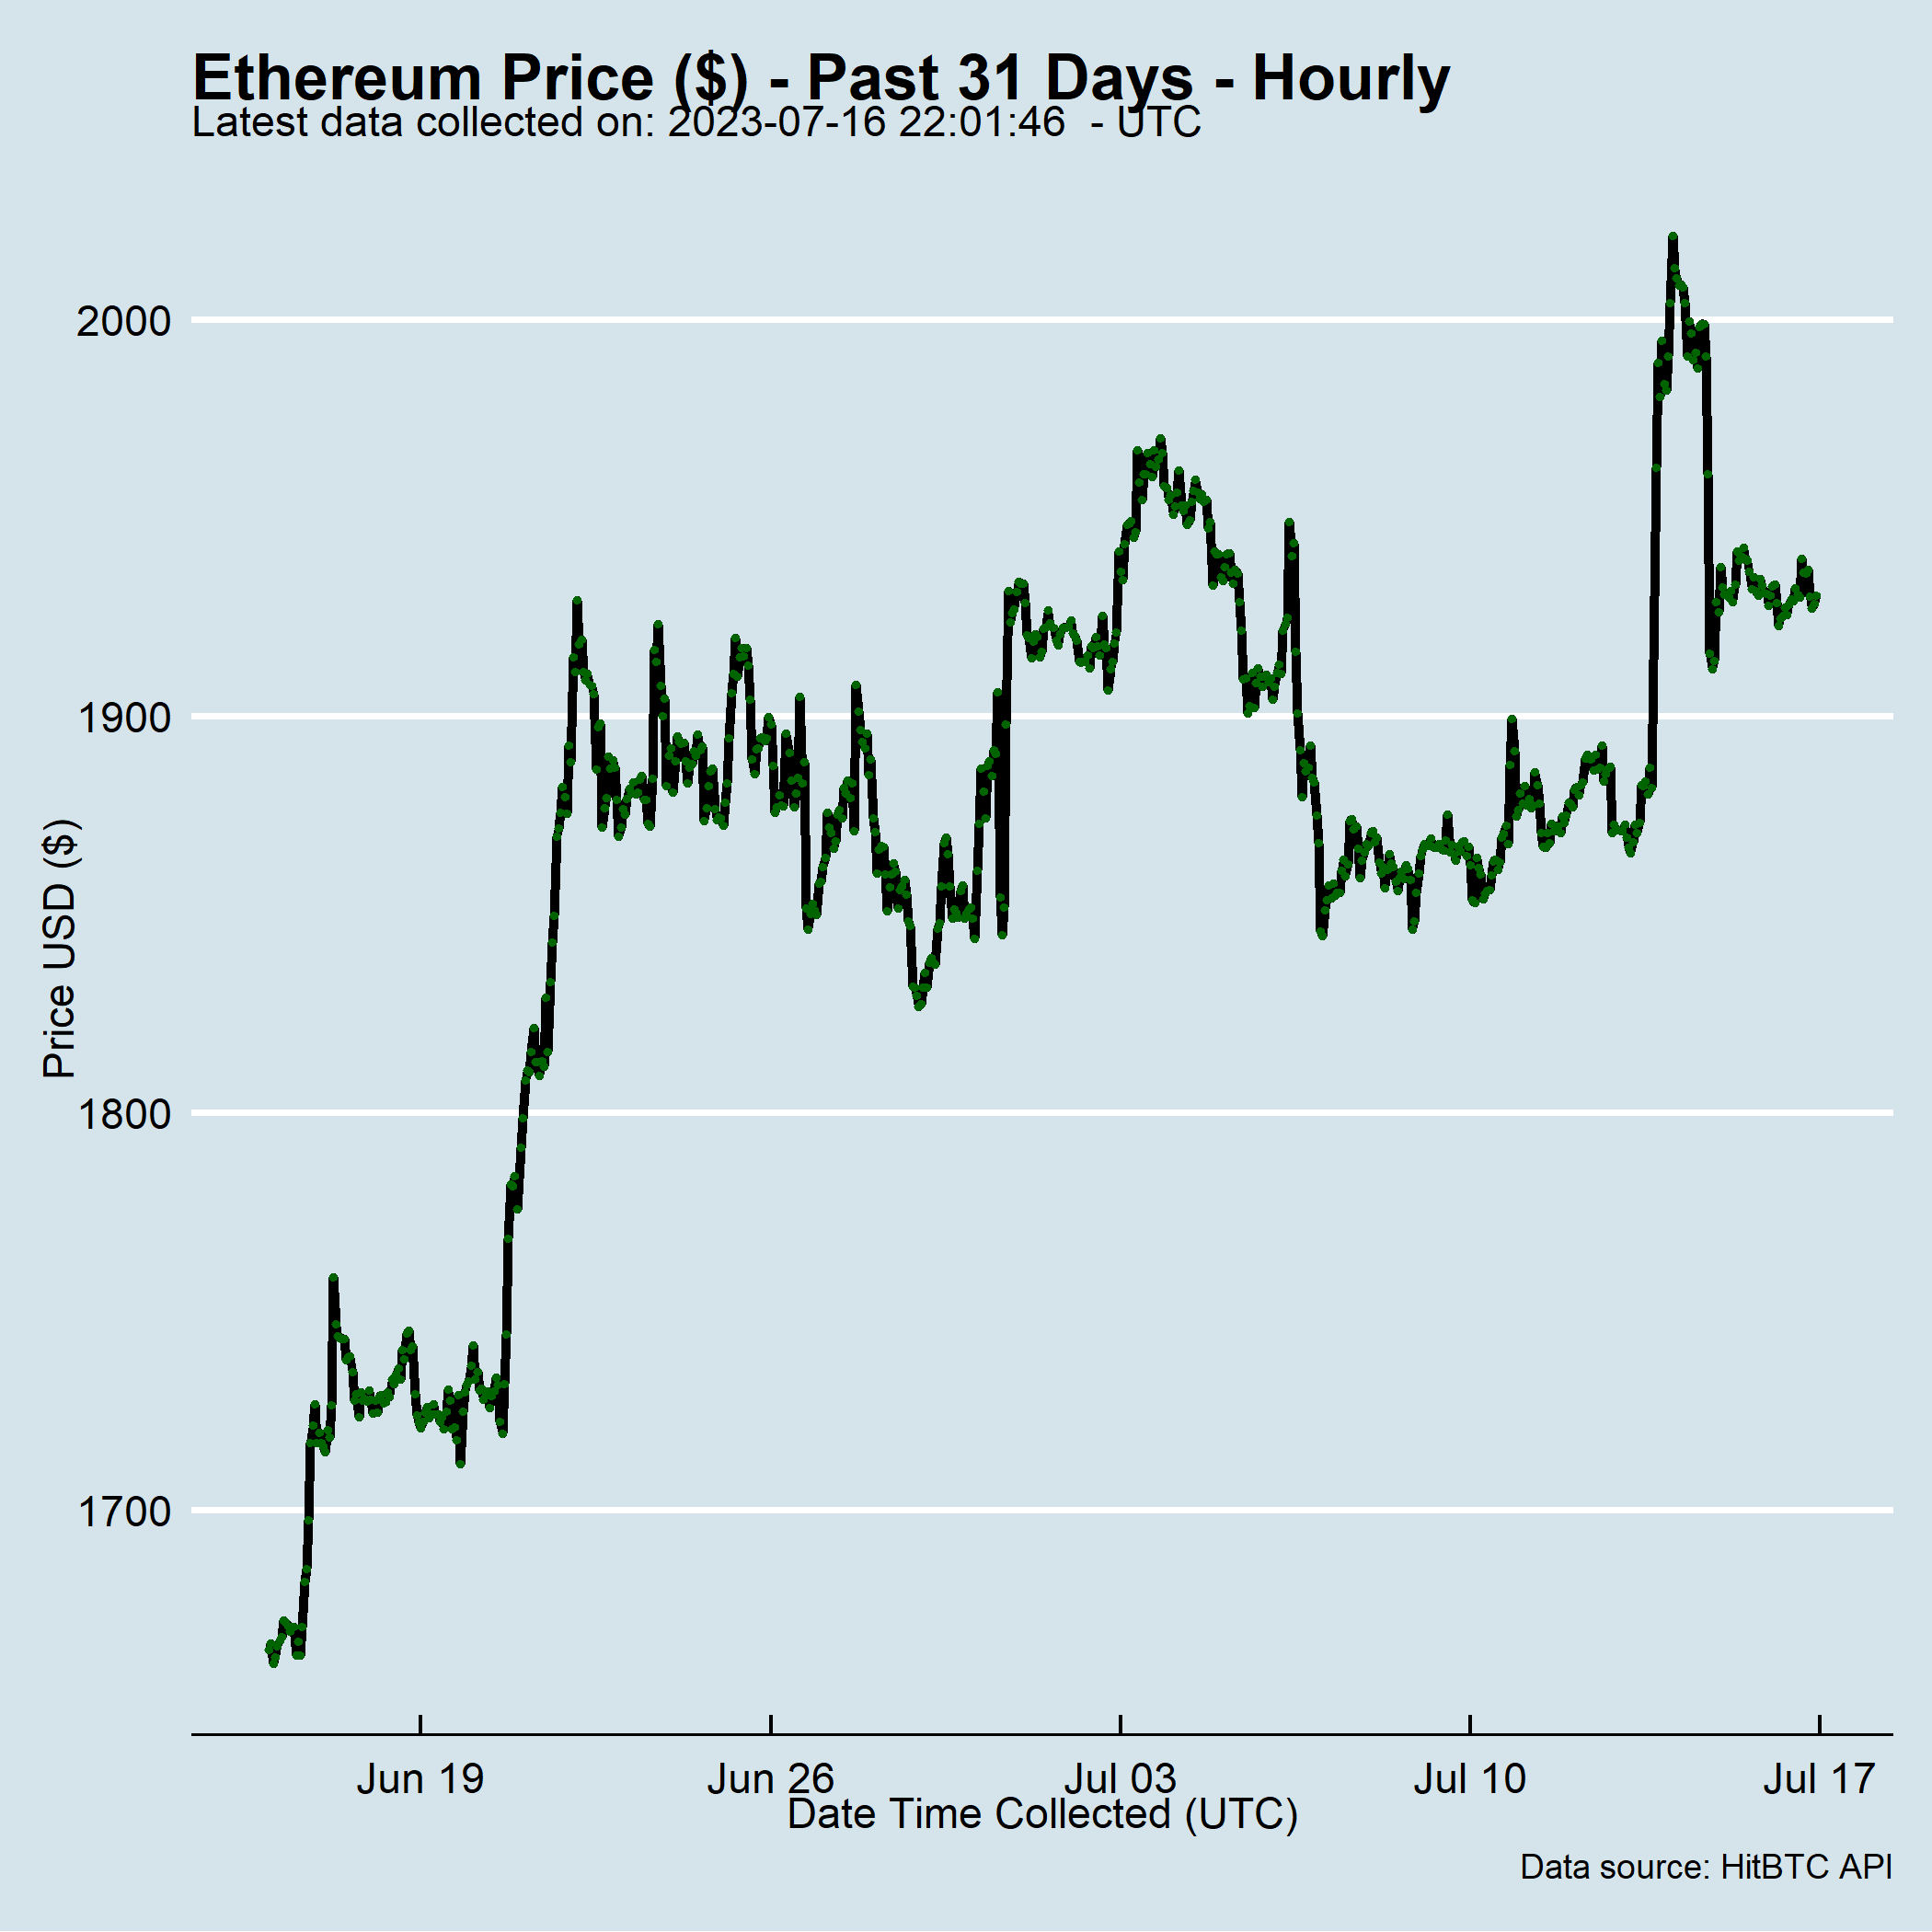 Ethereum Price ($) - Past 31 Days - Hourly
Latest data collected on: 2023-07-16 22:01:46  - UTC
2000
1900
1800
1700
Price USD ($)
Jun 19
Jun 26
Jul 03
Jul 10
Jul 17
Date Time Collected (UTC)
Data source: HitBTC API